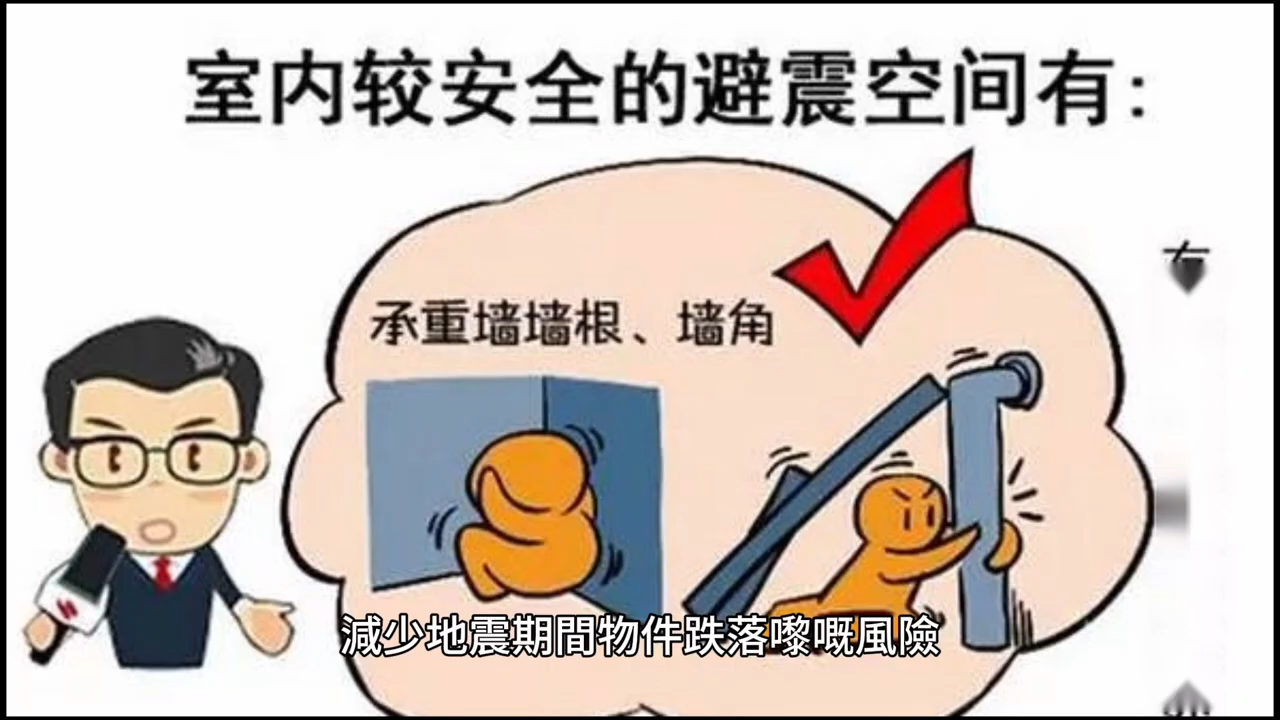 室内较安全的避震空间有:
承重墙墙根、墙角
減少地震期間物件跌落嚟嘅風險